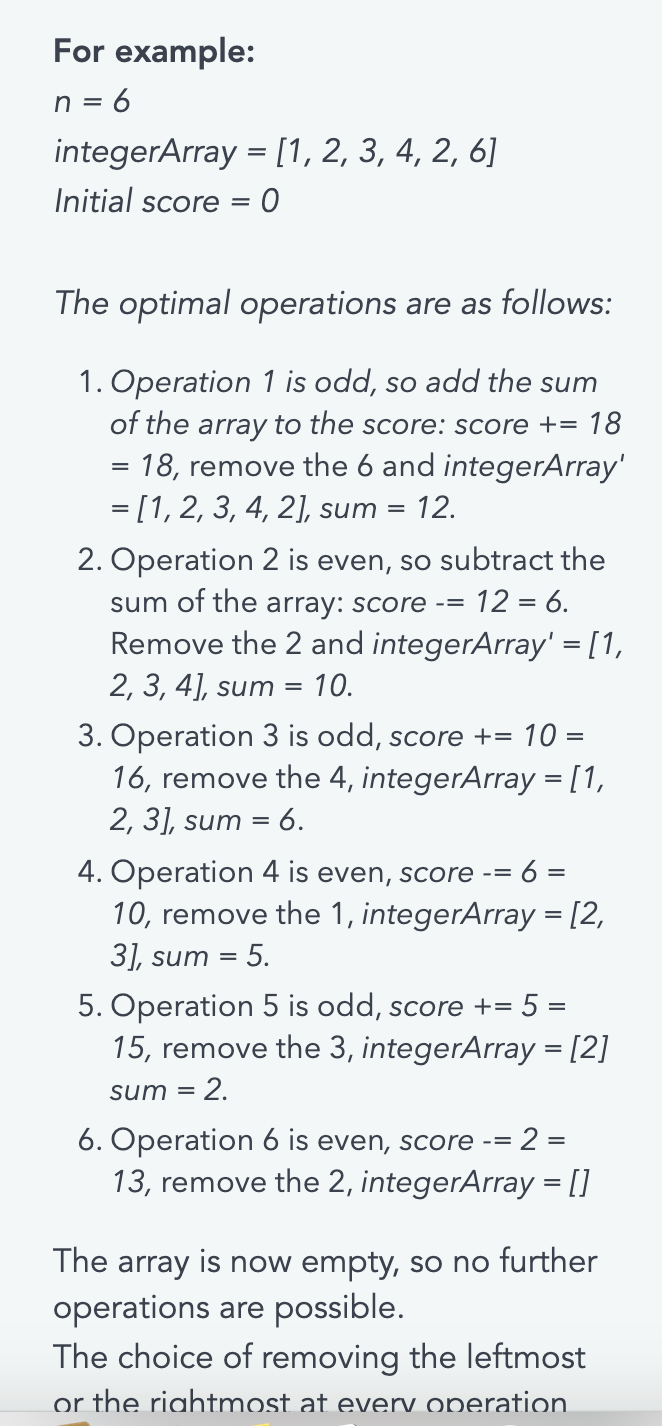 For example:
n = 6
integerArray = [1, 2, 3, 4, 2, 6]
Initial score = 0
The optimal operations are as follows:
1. Operation 1 is odd, so add the sum
of the array to the score: score += 18
= 18, remove the 6 and integerArray'
= [1, 2, 3, 4, 2], sum = 12.
2. Operation 2 is even, so subtract the
sum of the array: score -= 12 = 6.
Remove the 2 and integerArray' = [1,
2, 3, 4], sum = 10.
3. Operation 3 is odd, score += 10 =
16, remove the 4, integerArray = [1,
2, 3], sum = 6.
4. Operation 4 is even, score -= 6 =
10, remove the 1, integerArray = [2,
3], sum = 5.
5. Operation 5 is odd, score += 5 =
15, remove the 3, integerArray = [2]
sum = 2.
6. Operation 6 is even, score -= 2 =
13, remove the 2, integerArray = []
The array is now empty, so no further
operations are possible.
The choice of removing the leftmost
or the rightmost at every operation